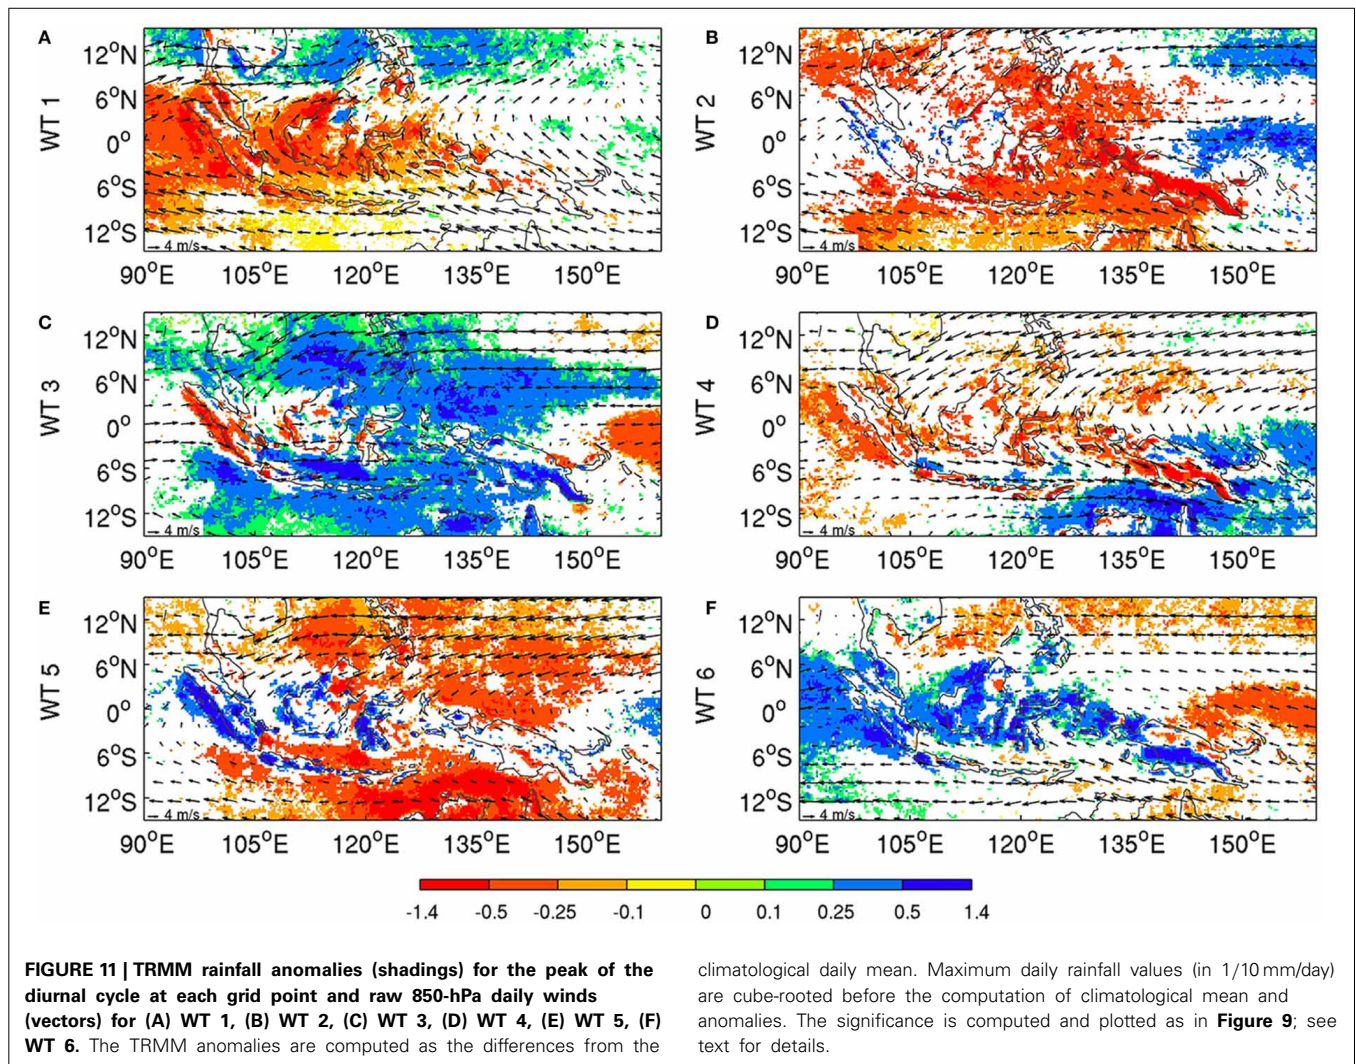 A
WT 1
12°N
6°N
0°
6°S
12°S
4 m/s
90°E 105°E 120°E 135°E 150°E
B
WT 2
12°N
6°N
0°
6°S
12°S
4 m/s
90°E 105°E 120°E 135°E 150°E
C
WT 3
12°N
6°N
0°
6°S
12°S
4 m/s
90°E 105°E 120°E 135°E 150°E
D
WT 4
12°N
6°N
0°
6°S
12°S
4 m/s
90°E 105°E 120°E 135°E 150°E
E
WT 5
12°N
6°N
0°
6°S
12°S
4 m/s
90°E 105°E 120°E 135°E 150°E
F
WT 6
12°N
6°N
0°
6°S
12°S
4 m/s
90°E 105°E 120°E 135°E 150°E
-1.4 -0.5 -0.25 -0.1 0 0.1 0.25 0.5 1.4
FIGURE 11 | TRMM rainfall anomalies (shadings) for the peak of the
diurnal cycle at each grid point and raw 850-hPa daily winds
(vectors) for (A) WT 1, (B) WT 2, (C) WT 3, (D) WT 4, (E) WT 5, (F)
WT 6. The TRMM anomalies are computed as the differences from the
climatological daily mean. Maximum daily rainfall values (in 1/10 mm/day)
are cube-rooted before the computation of climatological mean and
anomalies. The significance is computed and plotted as in Figure 9; see
text for details.